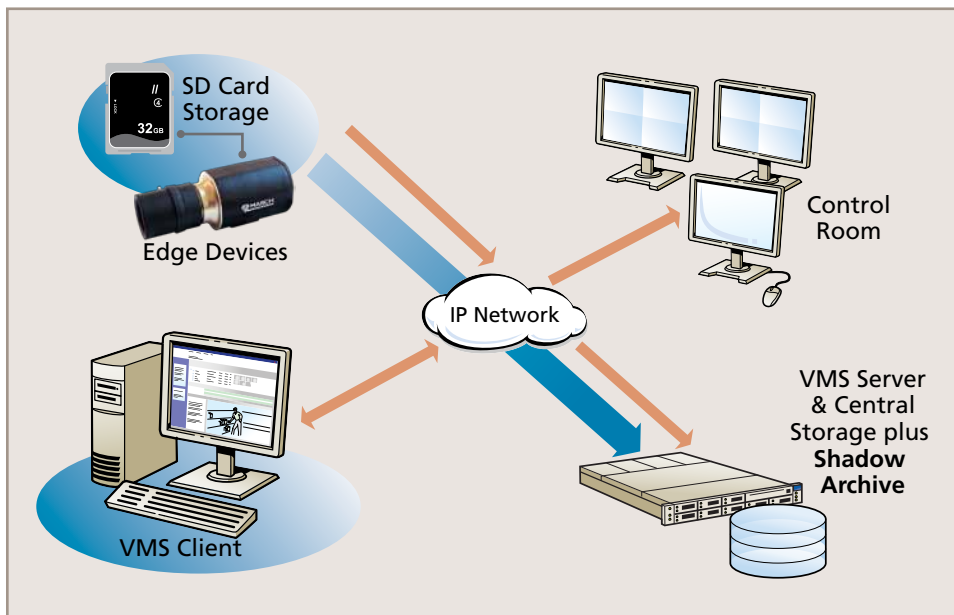 SD Card
Storage
32GB
MARCH
Edge Devices
IP Network
Control
Room
VMS Client
VMS Server
& Central
Storage plus
Shadow
Archive